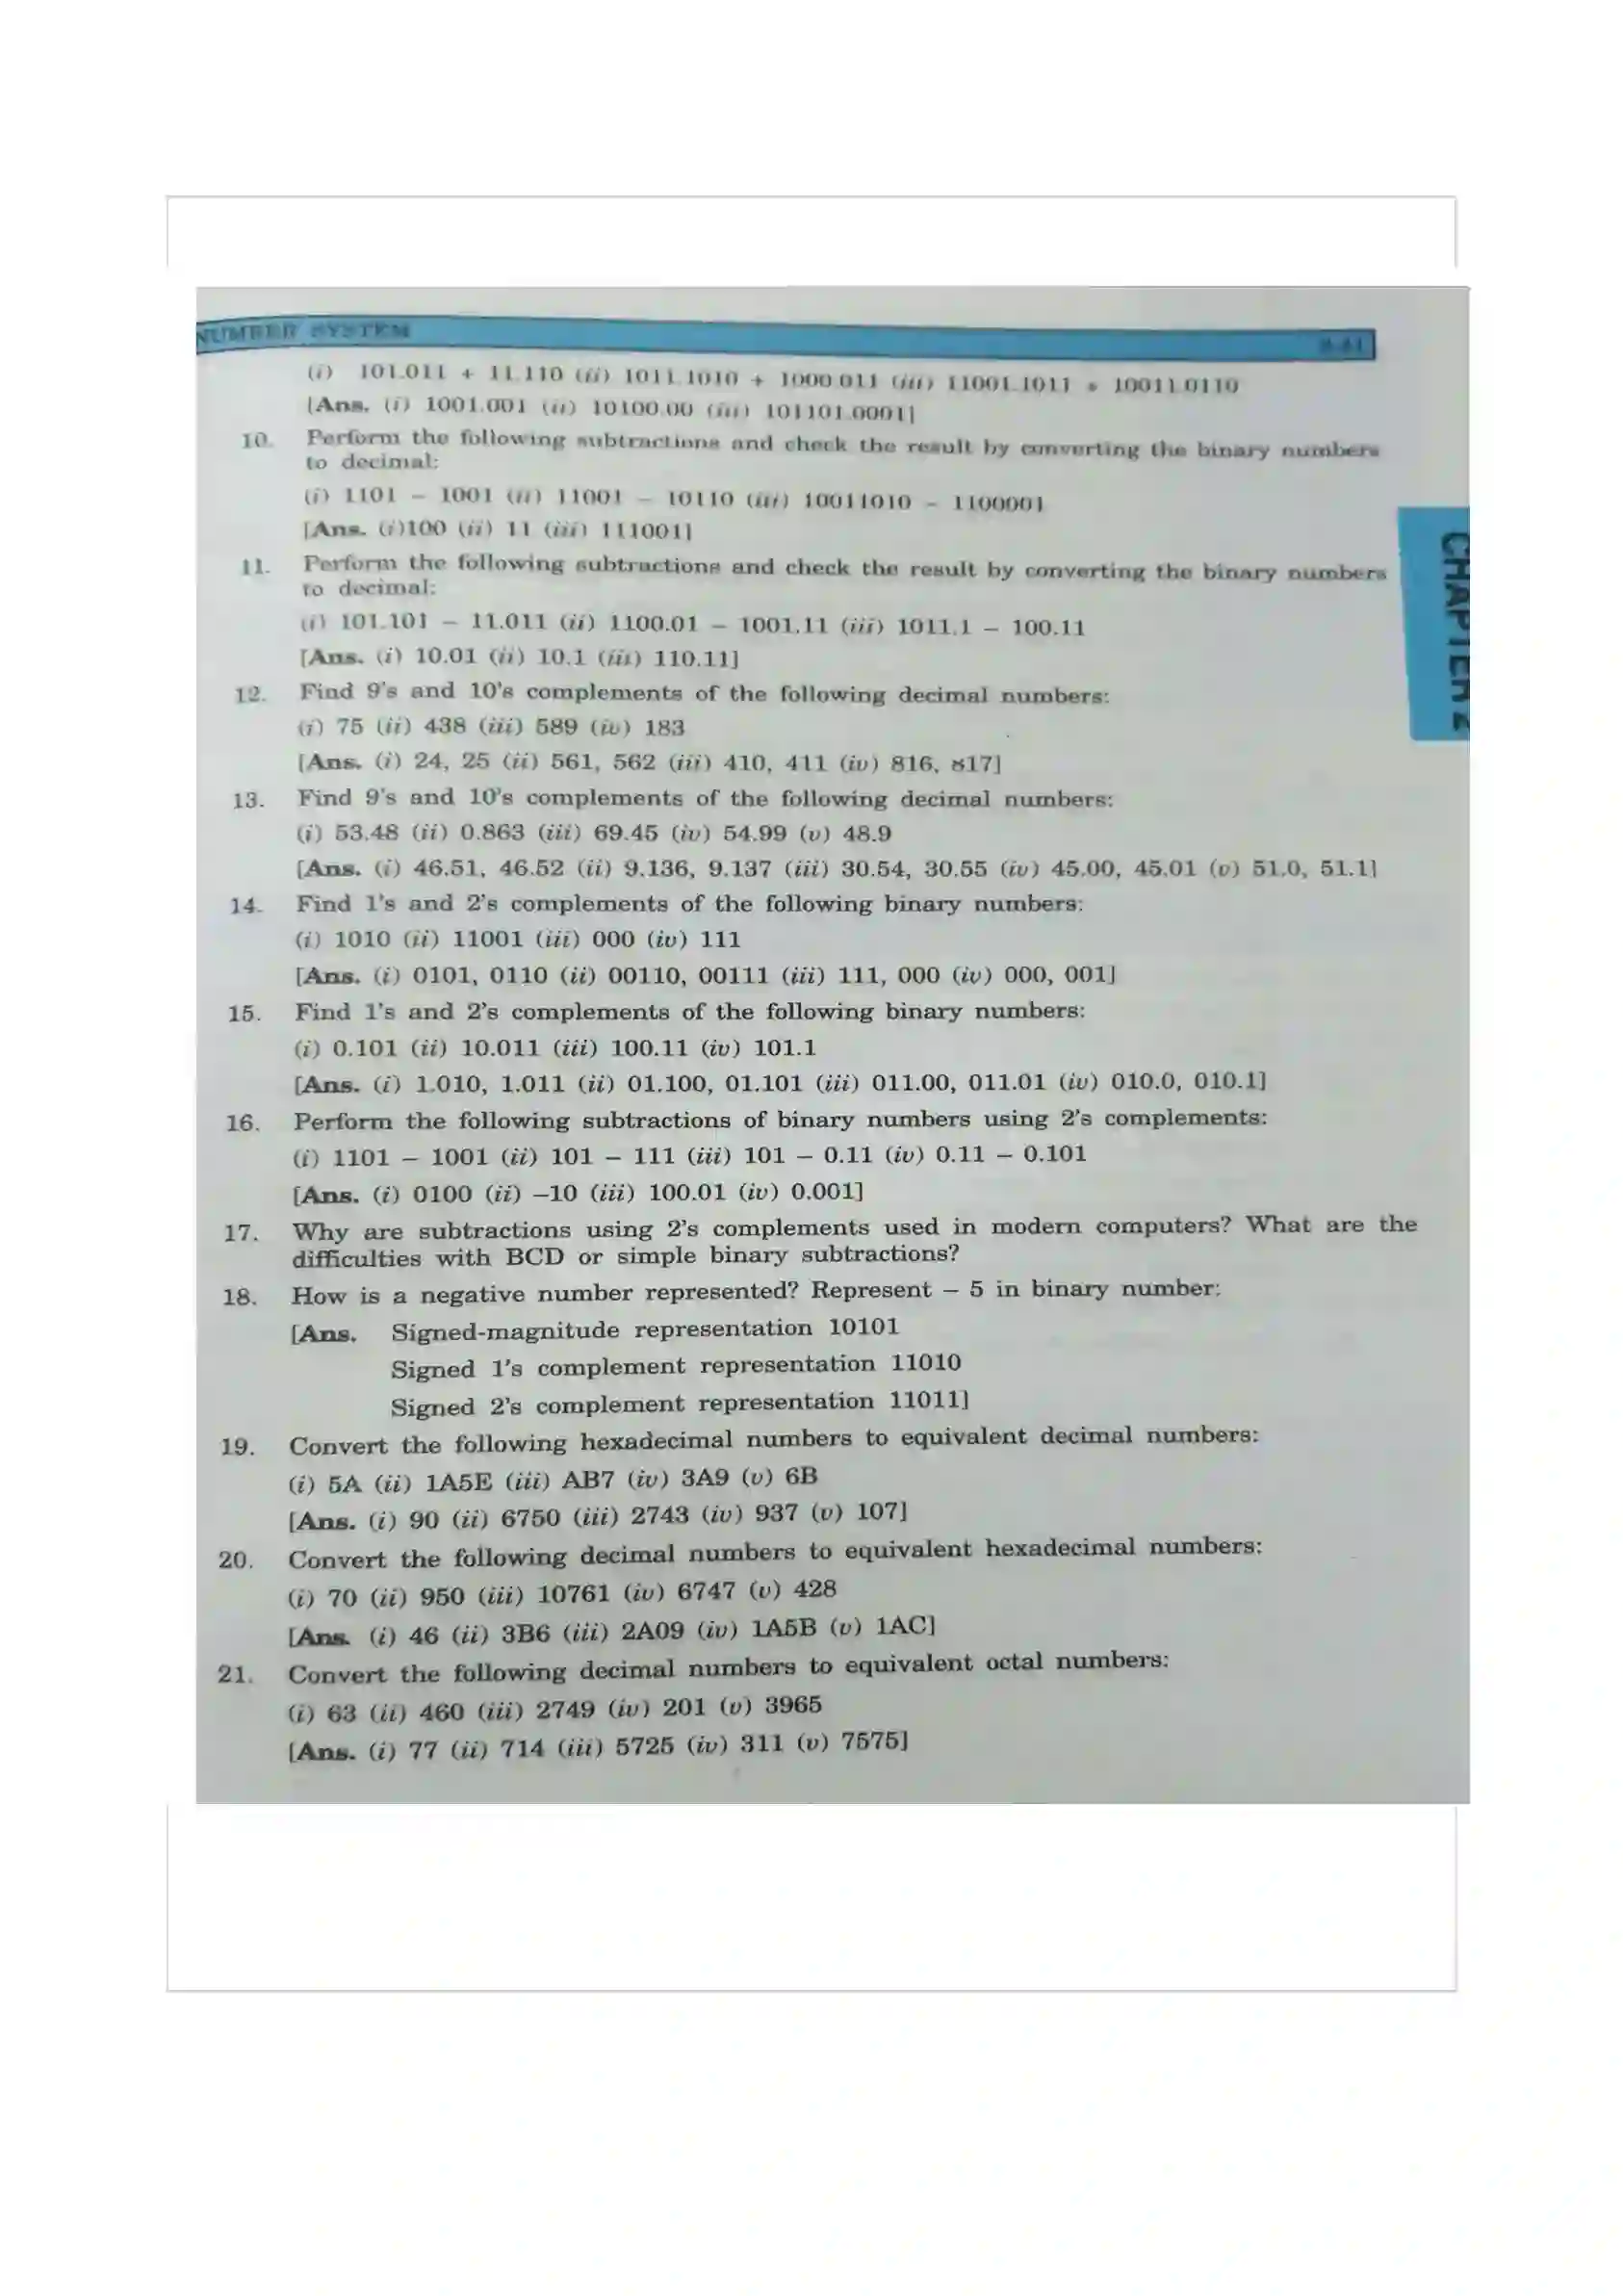 NUMBER SYSTEM
(i) 101.011 + 11.110 (ii) 1011.1010 + 1000.011 (iii) 11001.1011 + 10011.0110
[Ans. (i) 1001.001 (ii) 10100.00 (iii) 101101.0001]
10. Perform the following subtractions and check the result by converting the binary numbers
to decimal:
(i) 1101 – 1001 (ii) 11001 – 10110 (iii) 10011010 – 1100001
[Ans. (i)100 (ii) 11 (iii) 111001]
11. Perform the following subtractions and check the result by converting the binary numbers
to decimal:
(i) 101.101 – 11.011 (ii) 1100.01 – 1001.11 (iii) 1011.1 – 100.11
[Ans. (i) 10.01 (ii) 10.1 (iii) 110.11]
12. Find 9's and 10's complements of the following decimal numbers:
(i) 75 (ii) 438 (iii) 589 (iv) 183
[Ans. (i) 24, 25 (ii) 561, 562 (iii) 410, 411 (iv) 816, 817]
13. Find 9's and 10's complements of the following decimal numbers:
(i) 53.48 (ii) 0.863 (iii) 69.45 (iv) 54.99 (v) 48.9
[Ans. (i) 46.51, 46.52 (ii) 9.136, 9.137 (iii) 30.54, 30.55 (iv) 45.00, 45.01 (v) 51.0, 51.1]
14. Find 1's and 2's complements of the following binary numbers:
(i) 1010 (ii) 11001 (iii) 000 (iv) 111
[Ans. (i) 0101, 0110 (ii) 00110, 00111 (iii) 111, 000 (iv) 000, 001]
15. Find 1's and 2's complements of the following binary numbers:
(i) 0.101 (ii) 10.011 (iii) 100.11 (iv) 101.1
[Ans. (i) 1.010, 1.011 (ii) 01.100, 01.101 (iii) 011.00, 011.01 (iv) 010.0, 010.1]
16. Perform the following subtractions of binary numbers using 2's complements:
(i) 1101 – 1001 (ii) 101 – 111 (iii) 101 – 0.11 (iv) 0.11 – 0.101
[Ans. (i) 0100 (ii) –10 (iii) 100.01 (iv) 0.001]
17. Why are subtractions using 2's complements used in modern computers? What are the
difficulties with BCD or simple binary subtractions?
18. How is a negative number represented? Represent – 5 in binary number:
[Ans. Signed-magnitude representation 10101
Signed 1's complement representation 11010
Signed 2's complement representation 11011]
19. Convert the following hexadecimal numbers to equivalent decimal numbers:
(i) 5A (ii) 1A5E (iii) AB7 (iv) 3A9 (v) 6B
[Ans. (i) 90 (ii) 6750 (iii) 2743 (iv) 937 (v) 107]
20. Convert the following decimal numbers to equivalent hexadecimal numbers:
(i) 70 (ii) 950 (iii) 10761 (iv) 6747 (v) 428
[Ans. (i) 46 (ii) 3B6 (iii) 2A09 (iv) 1A5B (v) 1AC]
21. Convert the following decimal numbers to equivalent octal numbers:
(i) 63 (ii) 460 (iii) 2749 (iv) 201 (v) 3965
[Ans. (i) 77 (ii) 714 (iii) 5725 (iv) 311 (v) 7575]
CHAPTER 2